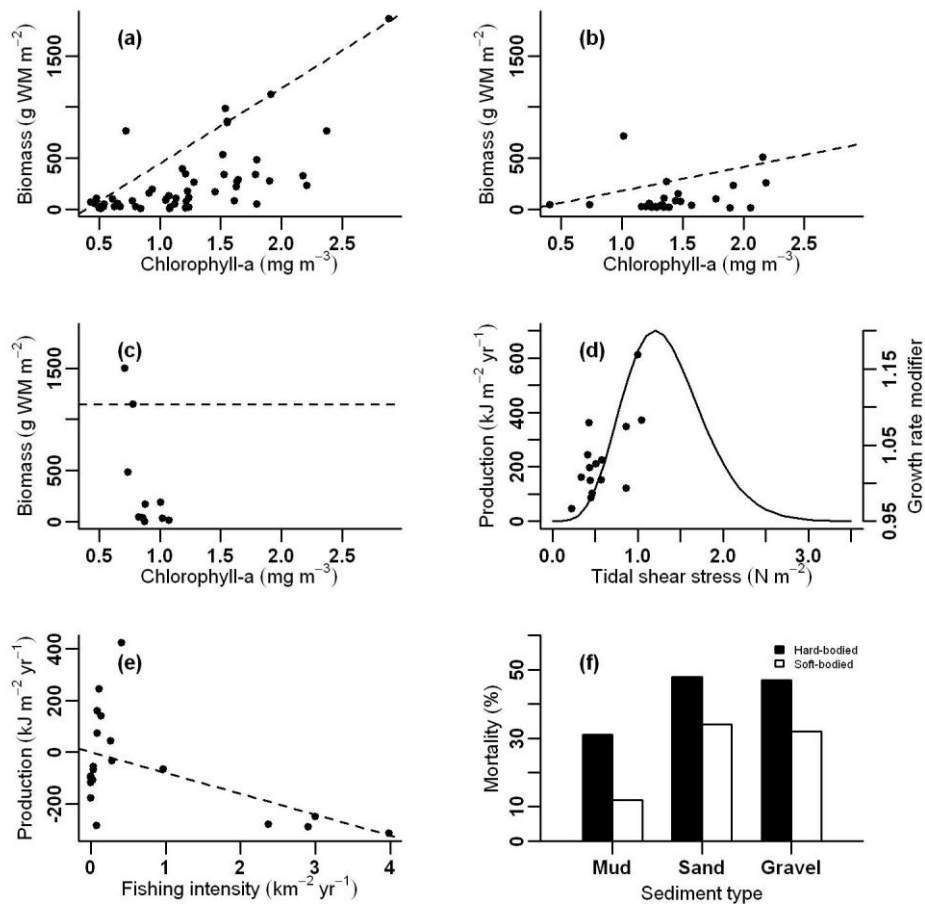 (a)
Biomass (g WM m⁻²)
0 500 1500
0.5 1.0 1.5 2.0 2.5
Chlorophyll-a (mg m⁻³)
(b)
Biomass (g WM m⁻²)
0 500 1500
0.5 1.0 1.5 2.0 2.5
Chlorophyll-a (mg m⁻³)
(c)
Biomass (g WM m⁻²)
0 500 1500
0.5 1.0 1.5 2.0 2.5
Chlorophyll-a (mg m⁻³)
(d)
Production (kJ m⁻² yr⁻¹)
0 200 400 600
Growth rate modifier
0.95 1.05 1.15
0.0 1.0 2.0 3.0
Tidal shear stress (N m⁻²)
(e)
Production (kJ m⁻² yr⁻¹)
-200 0 200 400
0 1 2 3 4
Fishing intensity (km⁻² yr⁻¹)
(f)
Hard-bodied
Soft-bodied
Mortality (%)
0 10 30 50
Mud Sand Gravel
Sediment type